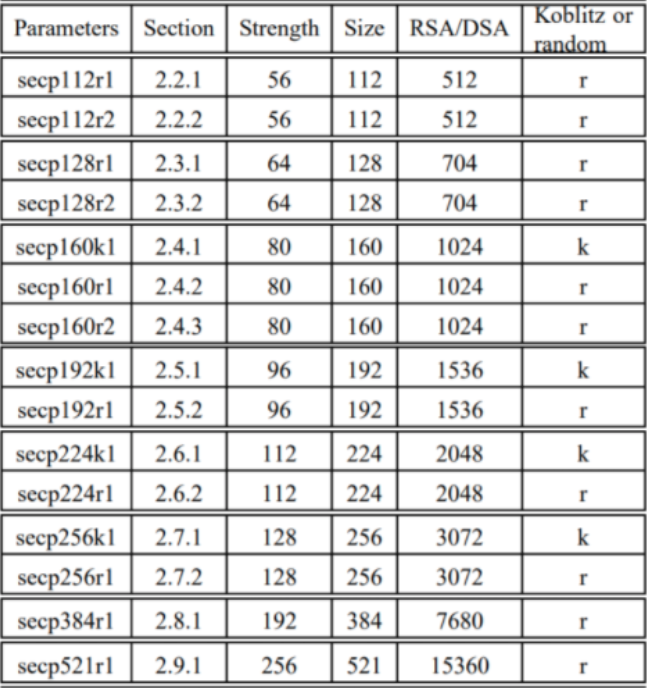 Parameters Section Strength Size RSA/DSA Koblitz or
random
secp112r1 2.2.1 56 112 512 r
secp112r2 2.2.2 56 112 512 r
secp128r1 2.3.1 64 128 704 r
secp128r2 2.3.2 64 128 704 r
secp160k1 2.4.1 80 160 1024 k
secp160r1 2.4.2 80 160 1024 r
secp160r2 2.4.3 80 160 1024 r
secp192k1 2.5.1 96 192 1536 k
secp192r1 2.5.2 96 192 1536 r
secp224k1 2.6.1 112 224 2048 k
secp224r1 2.6.2 112 224 2048 r
secp256k1 2.7.1 128 256 3072 k
secp256r1 2.7.2 128 256 3072 r
secp384r1 2.8.1 192 384 7680 r
secp521r1 2.9.1 256 521 15360 r